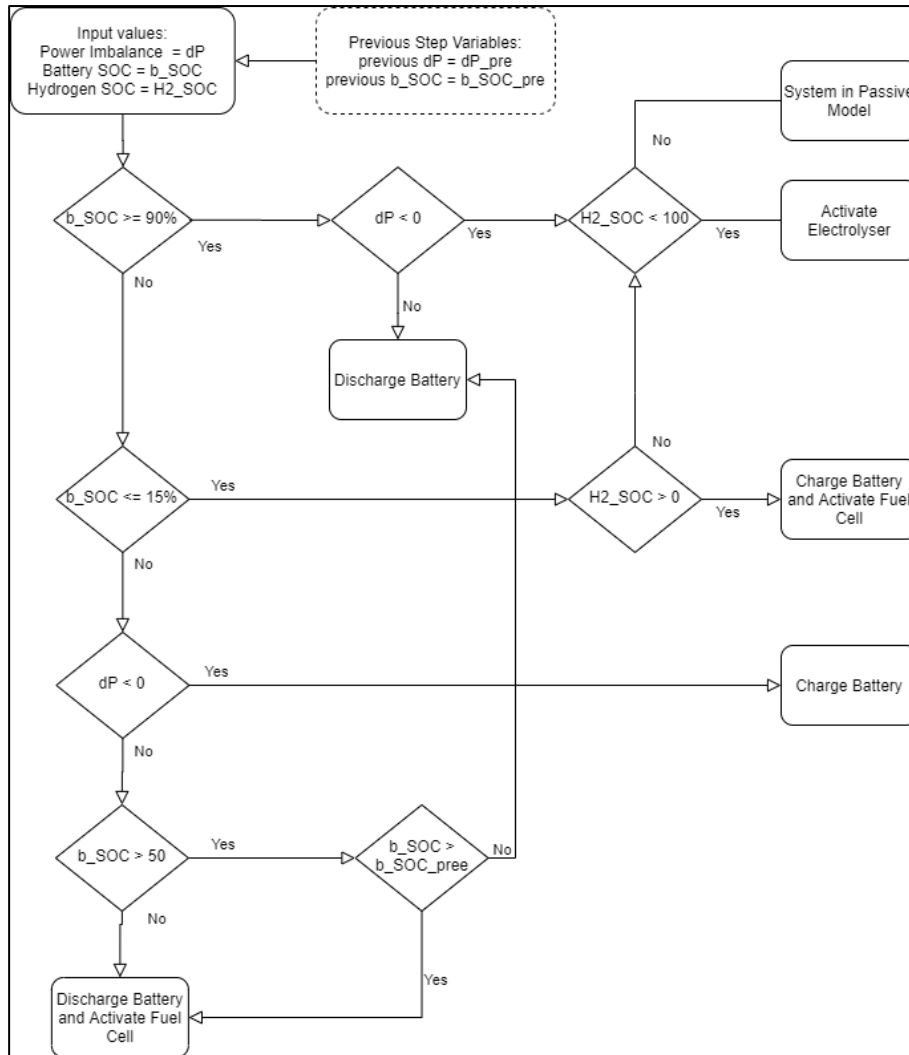 Input values:
Power Imbalance = dP
Battery SOC = b_SOC
Hydrogen SOC = H2_SOC
Previous Step Variables:
previous dP = dP_pre
previous b_SOC = b_SOC_pre
System in Passive
Model
No
b_SOC >= 90%
Yes
dP < 0
Yes
H2_SOC < 100
Yes
Activate
Electrolyser
No
No
Discharge Battery
No
b_SOC <= 15%
Yes
H2_SOC > 0
Yes
Charge Battery
and Activate Fuel
Cell
No
dP < 0
Yes
Charge Battery
No
b_SOC > 50
Yes
b_SOC >
b_SOC_pree
No
No
Yes
Discharge Battery
and Activate Fuel
Cell